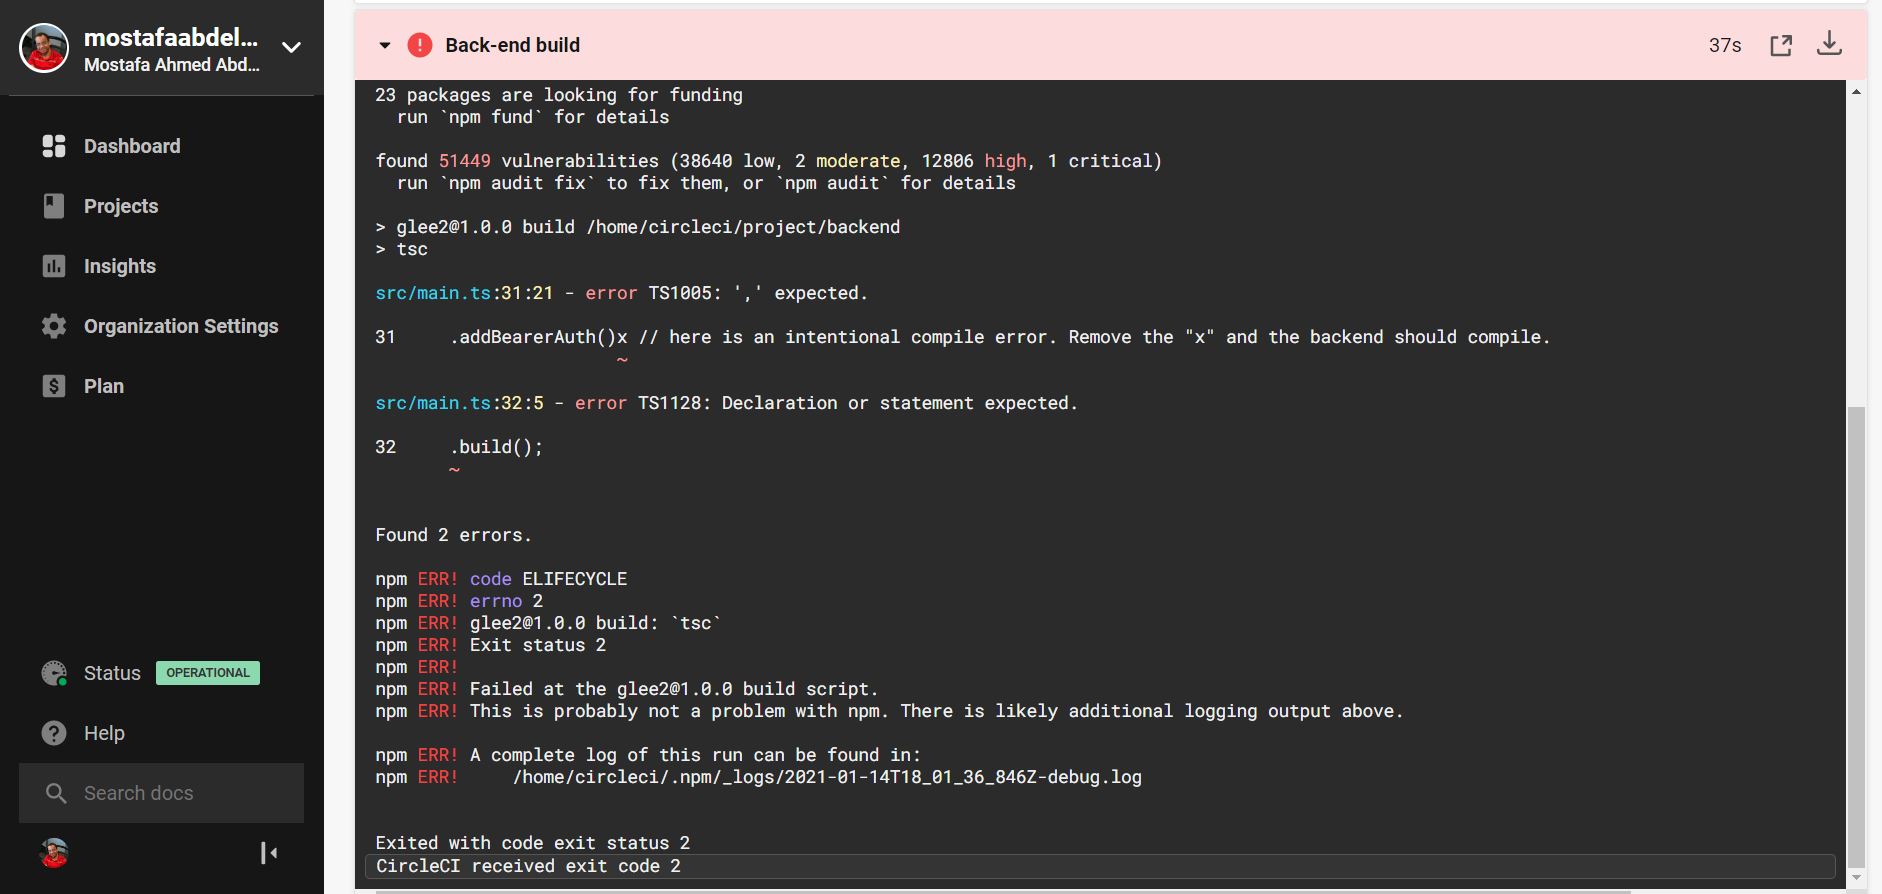 mostafaabdel...
Mostafa Ahmed Abd...
Dashboard
Projects
Insights
Organization Settings
Plan
Status OPERATIONAL
Help
Search docs
Back-end build 37s
23 packages are looking for funding
run `npm fund` for details
found 51449 vulnerabilities (38640 low, 2 moderate, 12806 high, 1 critical)
run `npm audit fix` to fix them, or `npm audit` for details
> glee2@1.0.0 build /home/circleci/project/backend
> tsc
src/main.ts:31:21 - error TS1005: ',' expected.
31 .addBearerAuth()x // here is an intentional compile error. Remove the "x" and the backend should compile.
~
src/main.ts:32:5 - error TS1128: Declaration or statement expected.
32 .build();
~
Found 2 errors.
npm ERR! code ELIFECYCLE
npm ERR! errno 2
npm ERR! glee2@1.0.0 build: `tsc`
npm ERR! Exit status 2
npm ERR!
npm ERR! Failed at the glee2@1.0.0 build script.
npm ERR! This is probably not a problem with npm. There is likely additional logging output above.
npm ERR! A complete log of this run can be found in:
npm ERR! /home/circleci/.npm/_logs/2021-01-14T18_01_36_846Z-debug.log
Exited with code exit status 2
CircleCI received exit code 2